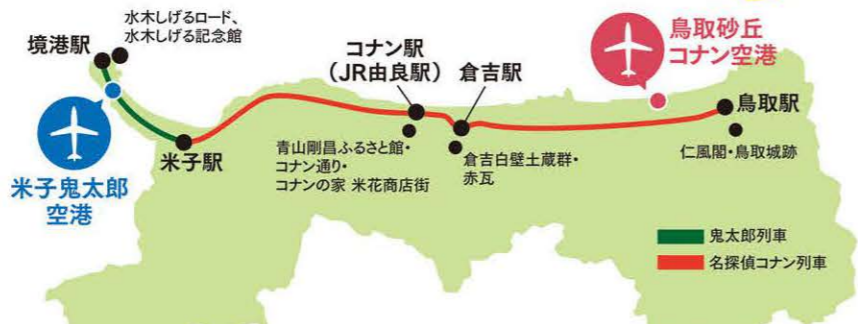 水木しげるロード、
水木しげる記念館
境港駅
米子鬼太郎
空港
米子駅
コナン駅
(JR由良駅)
青山剛昌ふるさと館・
コナン通り・
コナンの家 米花商店街
倉吉駅
倉吉白壁土蔵群・
赤瓦
鳥取砂丘
コナン空港
鳥取駅
仁風閣・鳥取城跡
鬼太郎列車
名探偵コナン列車